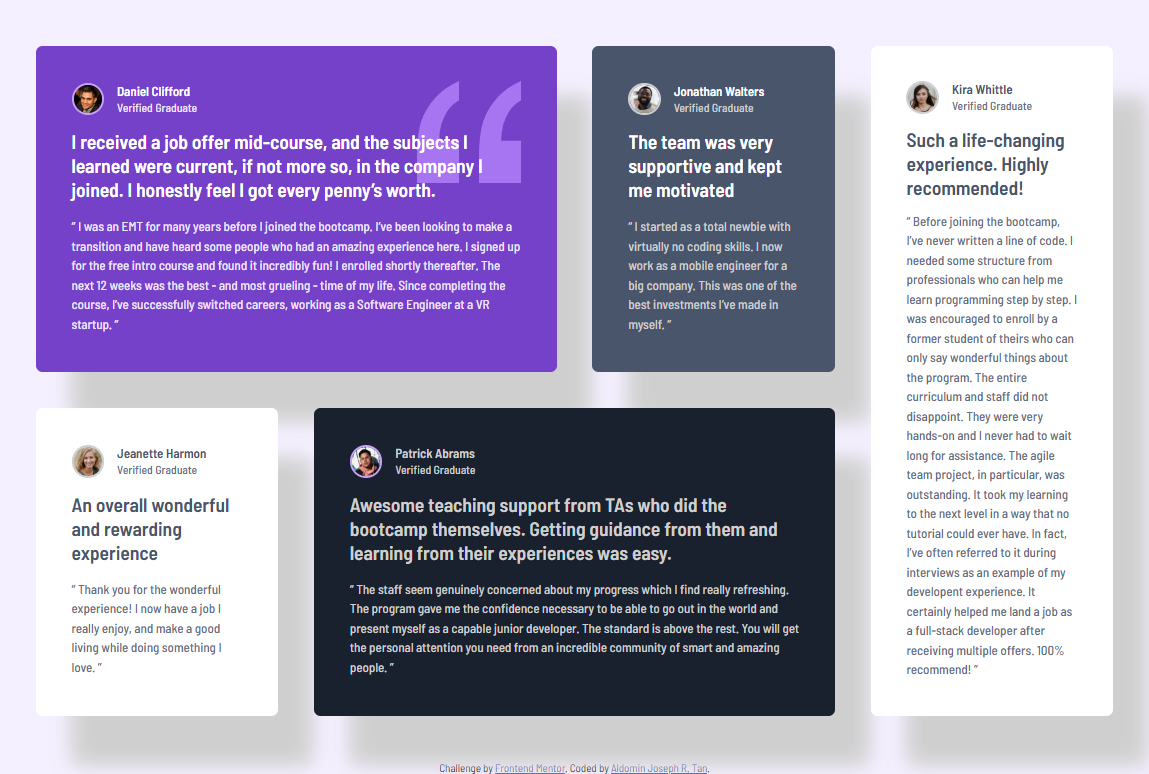 Daniel Clifford
Verified Graduate
I received a job offer mid-course, and the subjects I
learned were current, if not more so, in the company I
joined. I honestly feel I got every penny’s worth.
“ I was an EMT for many years before I joined the bootcamp. I’ve been looking to make a
transition and have heard some people who had an amazing experience here. I signed up
for the free intro course and found it incredibly fun! I enrolled shortly thereafter. The
next 12 weeks was the best - and most grueling - time of my life. Since completing the
course, I’ve successfully switched careers, working as a Software Engineer at a VR
startup. ”
Jonathan Walters
Verified Graduate
The team was very
supportive and kept
me motivated
“ I started as a total newbie with
virtually no coding skills. I now
work as a mobile engineer for a
big company. This was one of the
best investments I’ve made in
myself. ”
Kira Whittle
Verified Graduate
Such a life-changing
experience. Highly
recommended!
“ Before joining the bootcamp,
I’ve never written a line of code. I
needed some structure from
professionals who can help me
learn programming step by step. I
was encouraged to enroll by a
former student of theirs who can
only say wonderful things about
the program. The entire
curriculum and staff did not
disappoint. They were very
hands-on and I never had to wait
long for assistance. The agile
team project, in particular, was
outstanding. It took my learning
to the next level in a way that no
tutorial could ever have. In fact,
I’ve often referred to it during
interviews as an example of my
developent experience. It
certainly helped me land a job as
a full-stack developer after
receiving multiple offers. 100%
recommend! ”
Jeanette Harmon
Verified Graduate
An overall wonderful
and rewarding
experience
“ Thank you for the wonderful
experience! I now have a job I
really enjoy, and make a good
living while doing something I
love. ”
Patrick Abrams
Verified Graduate
Awesome teaching support from TAs who did the
bootcamp themselves. Getting guidance from them and
learning from their experiences was easy.
“ The staff seem genuinely concerned about my progress which I find really refreshing.
The program gave me the confidence necessary to be able to go out in the world and
present myself as a capable junior developer. The standard is above the rest. You will get
the personal attention you need from an incredible community of smart and amazing
people. ”
Challenge by Frontend Mentor. Coded by Aldomin Joseph R. Tan.